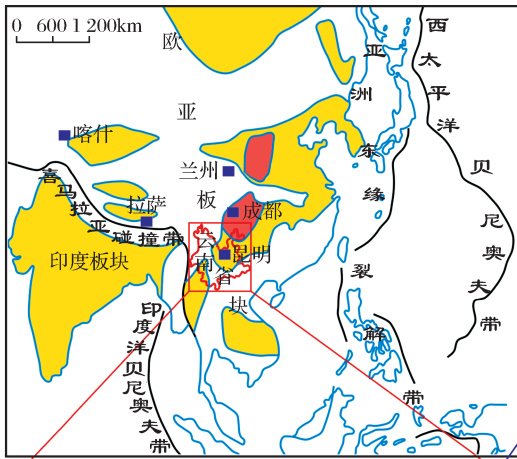 0 600 1 200km
欧
亚
板
块
喀什
兰州
拉萨
成都
昆明
云南省
印度板块
喜马拉亚碰撞带
印度洋贝尼奥夫带
亚洲东缘裂解带
西太平洋贝尼奥夫带